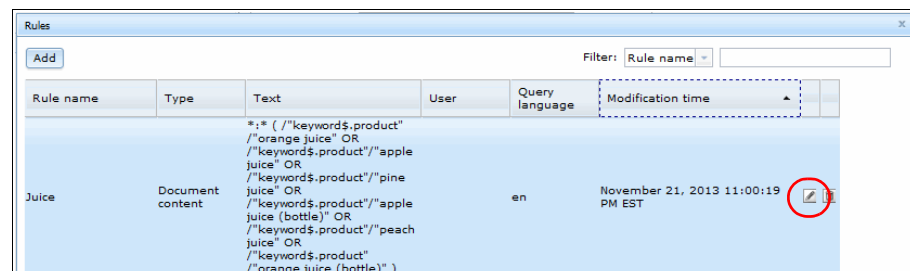 Rules
x
Add
Filter: Rule name
Rule name Type Text User Query language Modification time
*:* ( /"keyword$.product"
/"orange juice" OR
/"keyword$.product"/"apple
juice" OR
/"keyword$.product"/"pine
juice" OR
/"keyword$.product"/"apple
juice (bottle)" OR
/"keyword$.product"/"peach
juice" OR
/"keyword$.product"
/"orange juice (bottle)" )
Juice
Document
content
en
November 21, 2013 11:00:19
PM EST